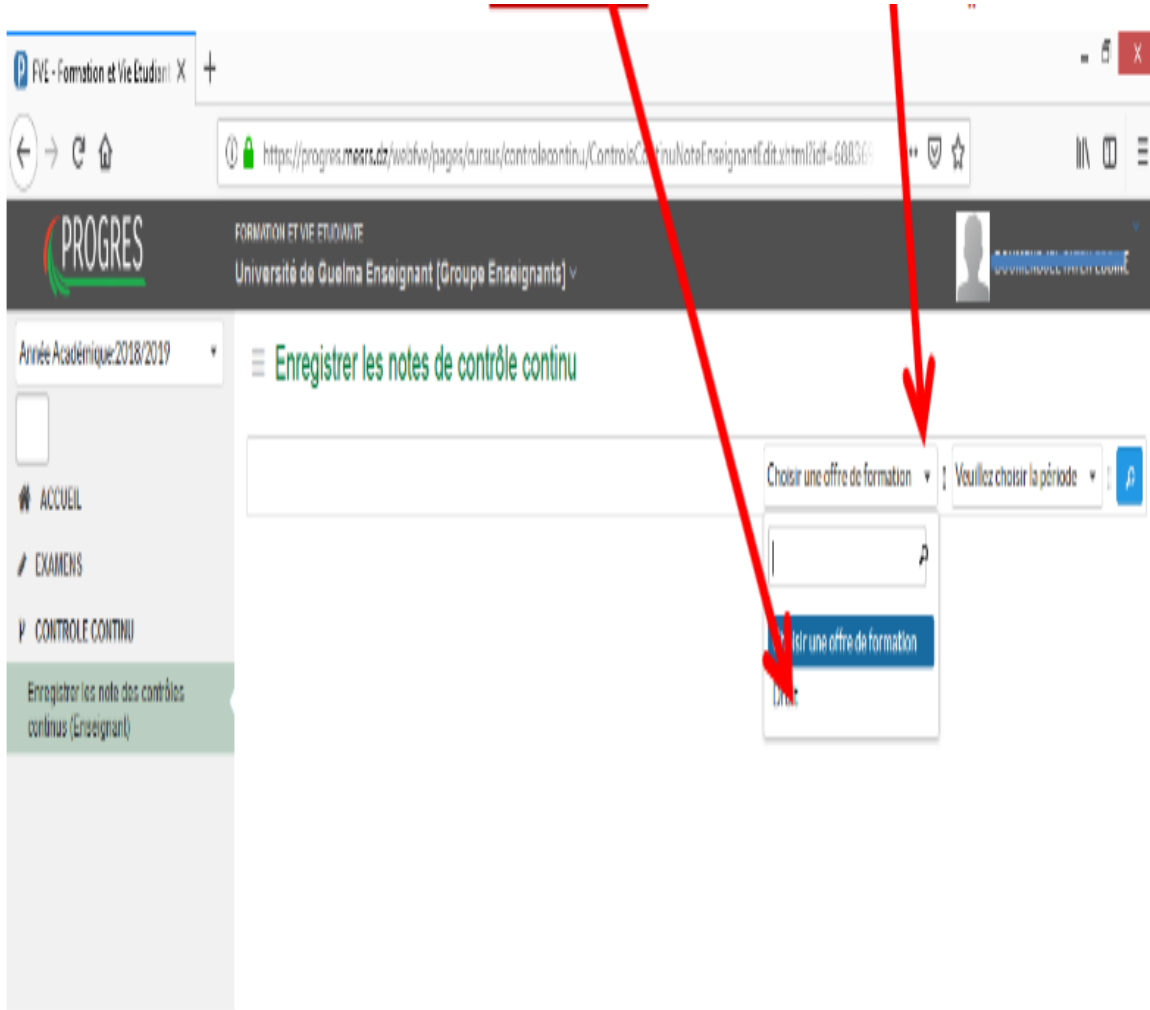 FVE - Formation et Vie Etudiant
https://progres.mesrs.dz/webfve/pages/cursus/controlecontinu/ControleContinuNoteEnseignantEdit.xhtml?idf=68836
PROGRES
FORMATION ET VIE ETUDIANTE
Université de Guelma Enseignant [Groupe Enseignants]
Année Académique:2018/2019
Enregistrer les notes de contrôle continu
Choisir une offre de formation
Veuillez choisir la période
ACCUEIL
EXAMENS
CONTROLE CONTINU
Enregistrer les note des contrôles
continus (Enseignant)
une offre de formation